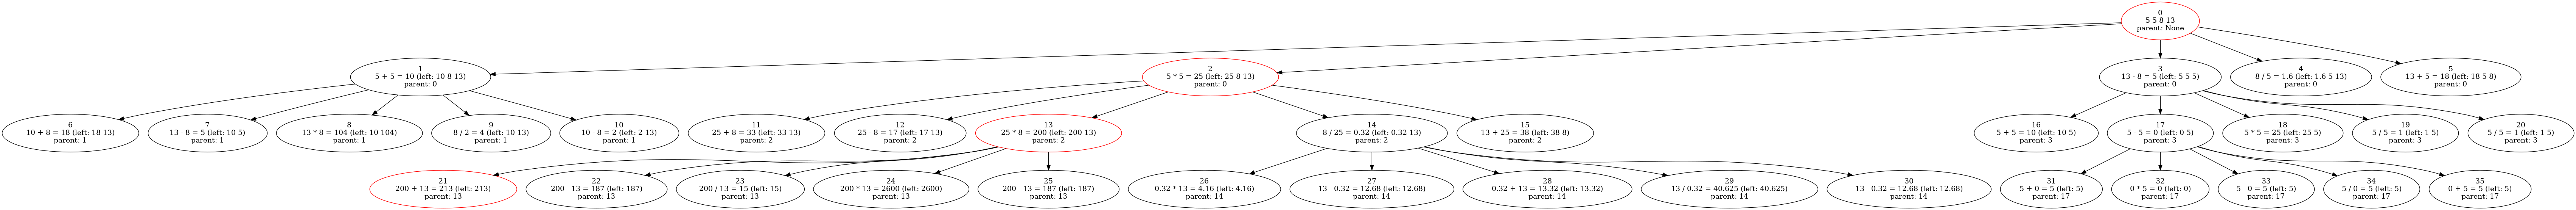 0
5 5 8 13
parent: None
1
5 + 5 = 10 (left: 10 8 13)
parent: 0
2
5 * 5 = 25 (left: 25 8 13)
parent: 0
3
13 - 8 = 5 (left: 5 5 5)
parent: 0
4
8 / 5 = 1.6 (left: 1.6 5 13)
parent: 0
5
13 + 5 = 18 (left: 18 5 8)
parent: 0
6
10 + 8 = 18 (left: 18 13)
parent: 1
7
13 - 8 = 5 (left: 10 5)
parent: 1
8
13 * 8 = 104 (left: 10 104)
parent: 1
9
8 / 2 = 4 (left: 10 13)
parent: 1
10
10 - 8 = 2 (left: 2 13)
parent: 1
11
25 + 8 = 33 (left: 33 13)
parent: 2
12
25 - 8 = 17 (left: 17 13)
parent: 2
13
25 * 8 = 200 (left: 200 13)
parent: 2
14
8 / 25 = 0.32 (left: 0.32 13)
parent: 2
15
13 + 25 = 38 (left: 38 8)
parent: 2
16
5 + 5 = 10 (left: 10 5)
parent: 3
17
5 - 5 = 0 (left: 0 5)
parent: 3
18
5 * 5 = 25 (left: 25 5)
parent: 3
19
5 / 5 = 1 (left: 1 5)
parent: 3
20
5 / 5 = 1 (left: 1 5)
parent: 3
21
200 + 13 = 213 (left: 213)
parent: 13
22
200 - 13 = 187 (left: 187)
parent: 13
23
200 / 13 = 15 (left: 15)
parent: 13
24
200 * 13 = 2600 (left: 2600)
parent: 13
25
200 - 13 = 187 (left: 187)
parent: 13
26
0.32 * 13 = 4.16 (left: 4.16)
parent: 14
27
13 - 0.32 = 12.68 (left: 12.68)
parent: 14
28
0.32 + 13 = 13.32 (left: 13.32)
parent: 14
29
13 / 0.32 = 40.625 (left: 40.625)
parent: 14
30
13 - 0.32 = 12.68 (left: 12.68)
parent: 14
31
5 + 0 = 5 (left: 5)
parent: 17
32
0 * 5 = 0 (left: 0)
parent: 17
33
5 - 0 = 5 (left: 5)
parent: 17
34
5 / 0 = 5 (left: 5)
parent: 17
35
0 + 5 = 5 (left: 5)
parent: 17